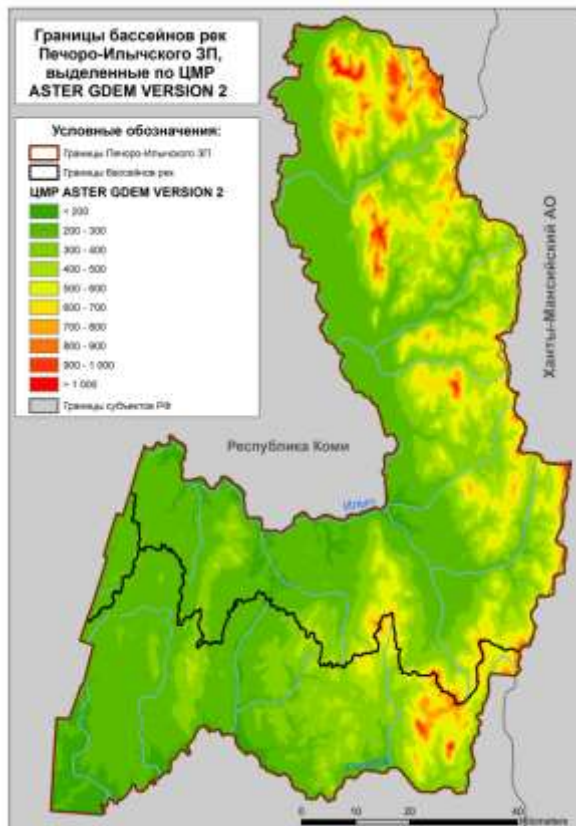 Границы бассейнов рек
Печоро-Илычского ЗП,
выделенные по ЦМР
ASTER GDEM VERSION 2
Условные обозначения:
Границы Печоро-Илычского ЗП
Границы бассейнов рек
ЦМР ASTER GDEM VERSION 2
< 200
200 - 300
300 - 400
400 - 500
500 - 600
600 - 700
700 - 800
800 - 900
900 - 1 000
> 1 000
Границы субъектов РФ
Ханты-Мансийский АО
Республика Коми
Илыч
0 10 20 40
Kilometers